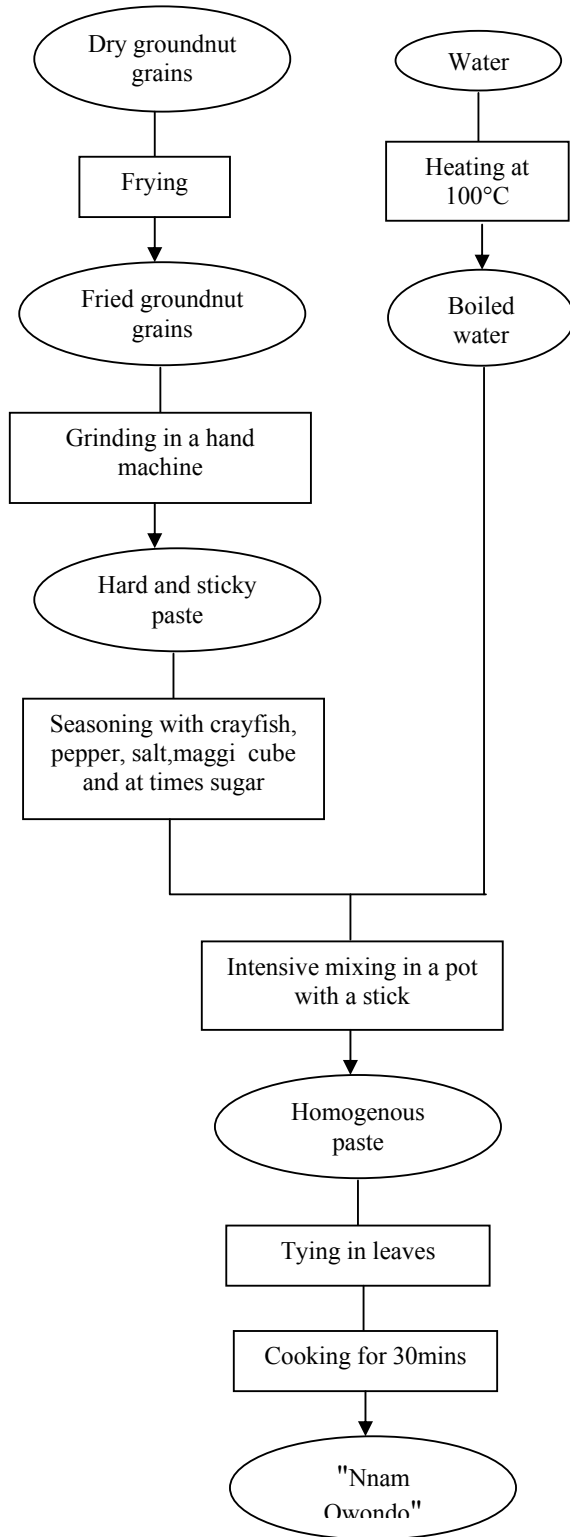 Dry groundnut
grains
Water
Frying
Heating at
100°C
Fried groundnut
grains
Boiled
water
Grinding in a hand
machine
Hard and sticky
paste
Seasoning with crayfish,
pepper, salt,maggi cube
and at times sugar
Intensive mixing in a pot
with a stick
Homogenous
paste
Tying in leaves
Cooking for 30mins
"Nnam
Owondo"